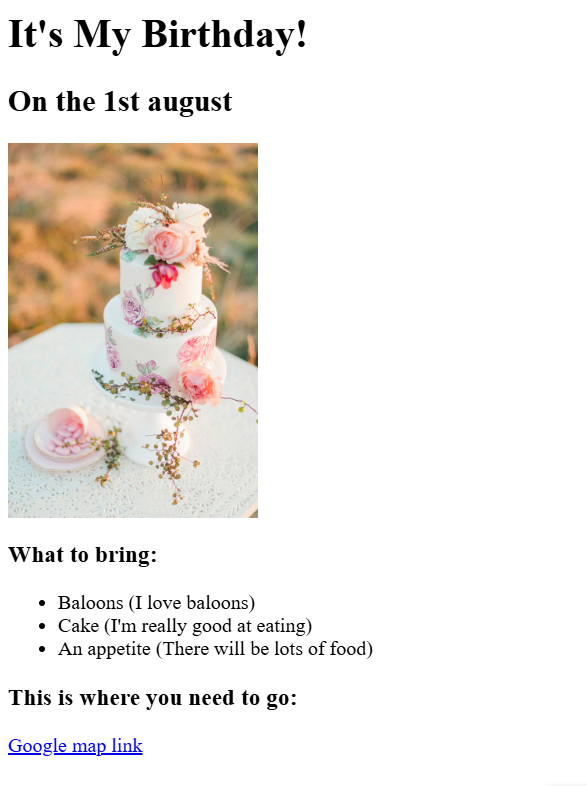 It's My Birthday!
On the 1st august
What to bring:
Baloons (I love baloons)
Cake (I'm really good at eating)
An appetite (There will be lots of food)
This is where you need to go:
Google map link